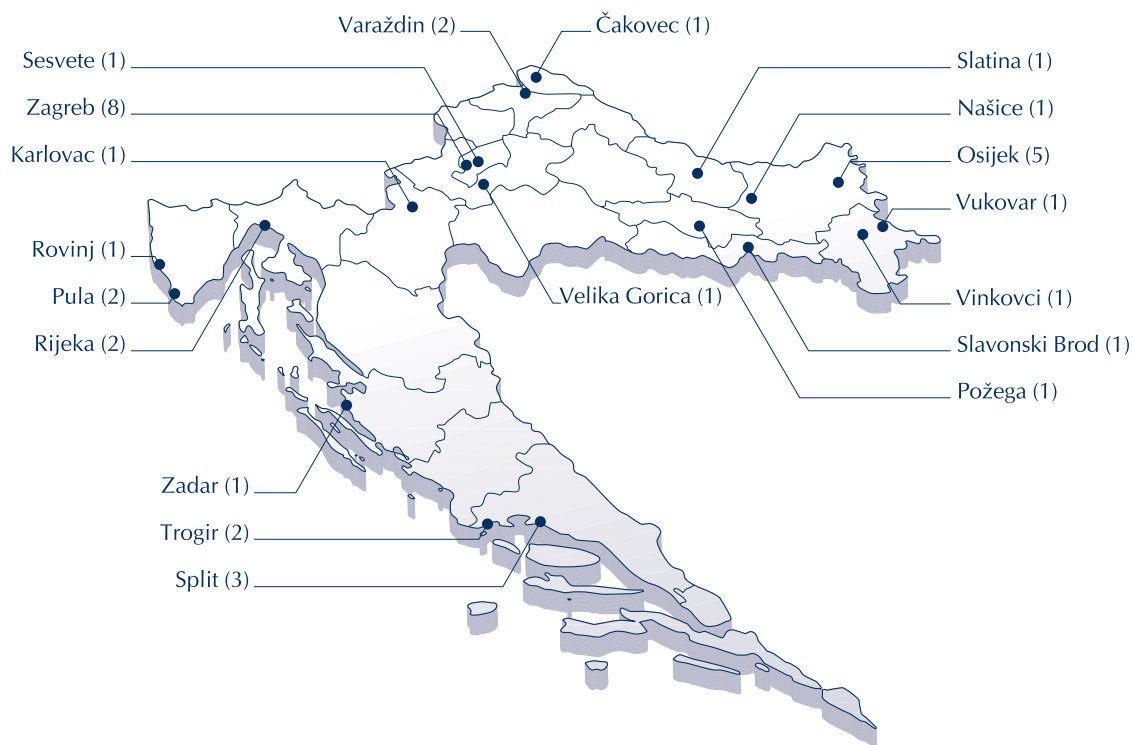 Varaždin (2)
Čakovec (1)
Sesvete (1)
Slatina (1)
Zagreb (8)
Našice (1)
Karlovac (1)
Osijek (5)
Vukovar (1)
Rovinj (1)
Pula (2)
Velika Gorica (1)
Vinkovci (1)
Rijeka (2)
Slavonski Brod (1)
Požega (1)
Zadar (1)
Trogir (2)
Split (3)